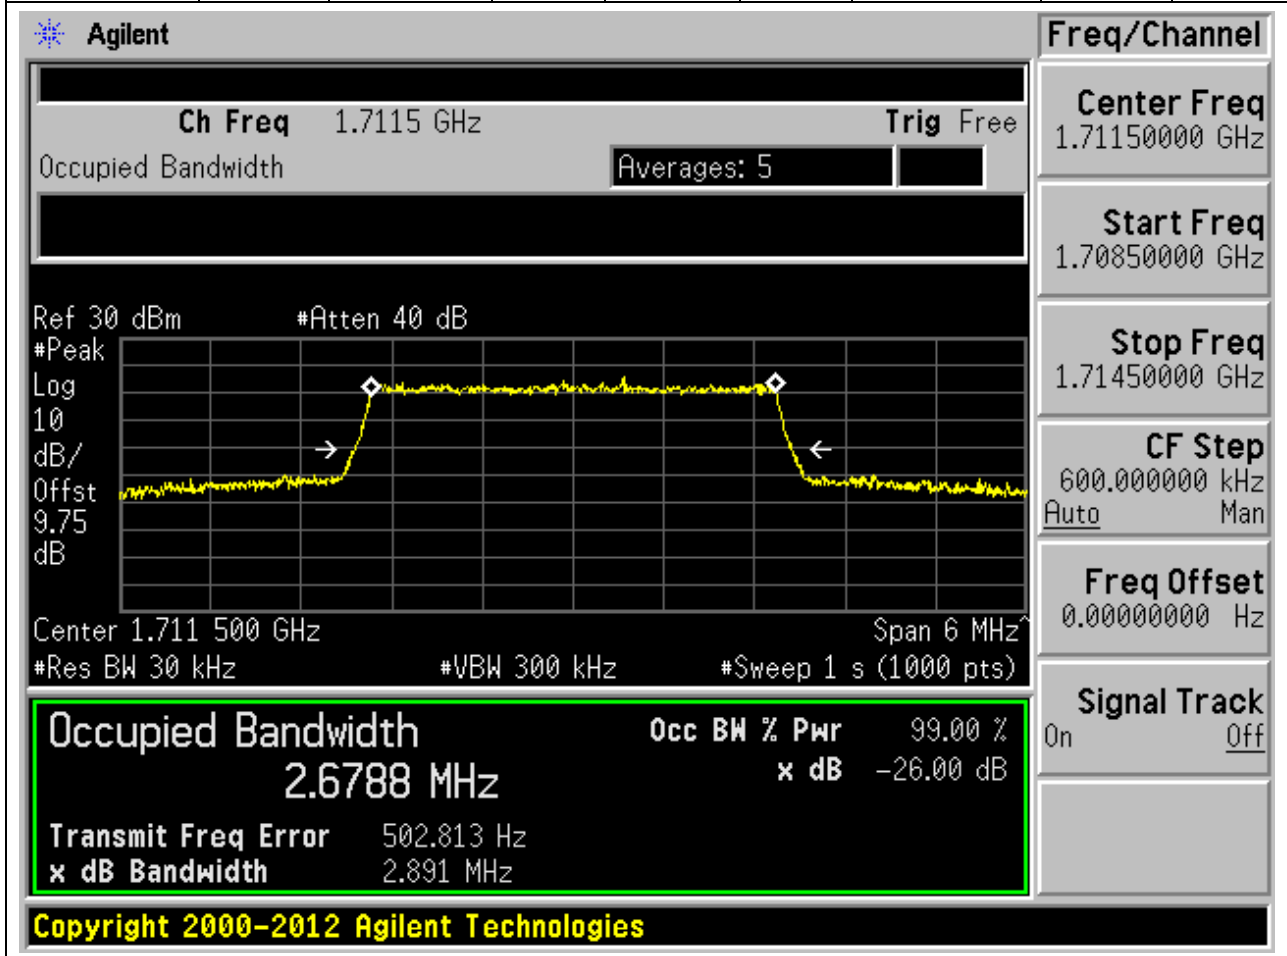 Agilent
Freq/Channel
Ch Freq 1.7115 GHz Trig Free
Occupied Bandwidth Averages: 5
Center Freq
1.71150000 GHz
Start Freq
1.70850000 GHz
Stop Freq
1.71450000 GHz
CF Step
600.000000 kHz
Auto Man
Freq Offset
0.00000000 Hz
Signal Track
On Off
Ref 30 dBm #Atten 40 dB
#Peak
Log
10
dB/
Offst
9.75
dB
Center 1.711 500 GHz Span 6 MHz^
#Res BW 30 kHz #VBW 300 kHz #Sweep 1 s (1000 pts)
Occupied Bandwidth Occ BW % Pwr 99.00 %
2.6788 MHz x dB -26.00 dB
Transmit Freq Error 502.813 Hz
x dB Bandwidth 2.891 MHz
Copyright 2000-2012 Agilent Technologies